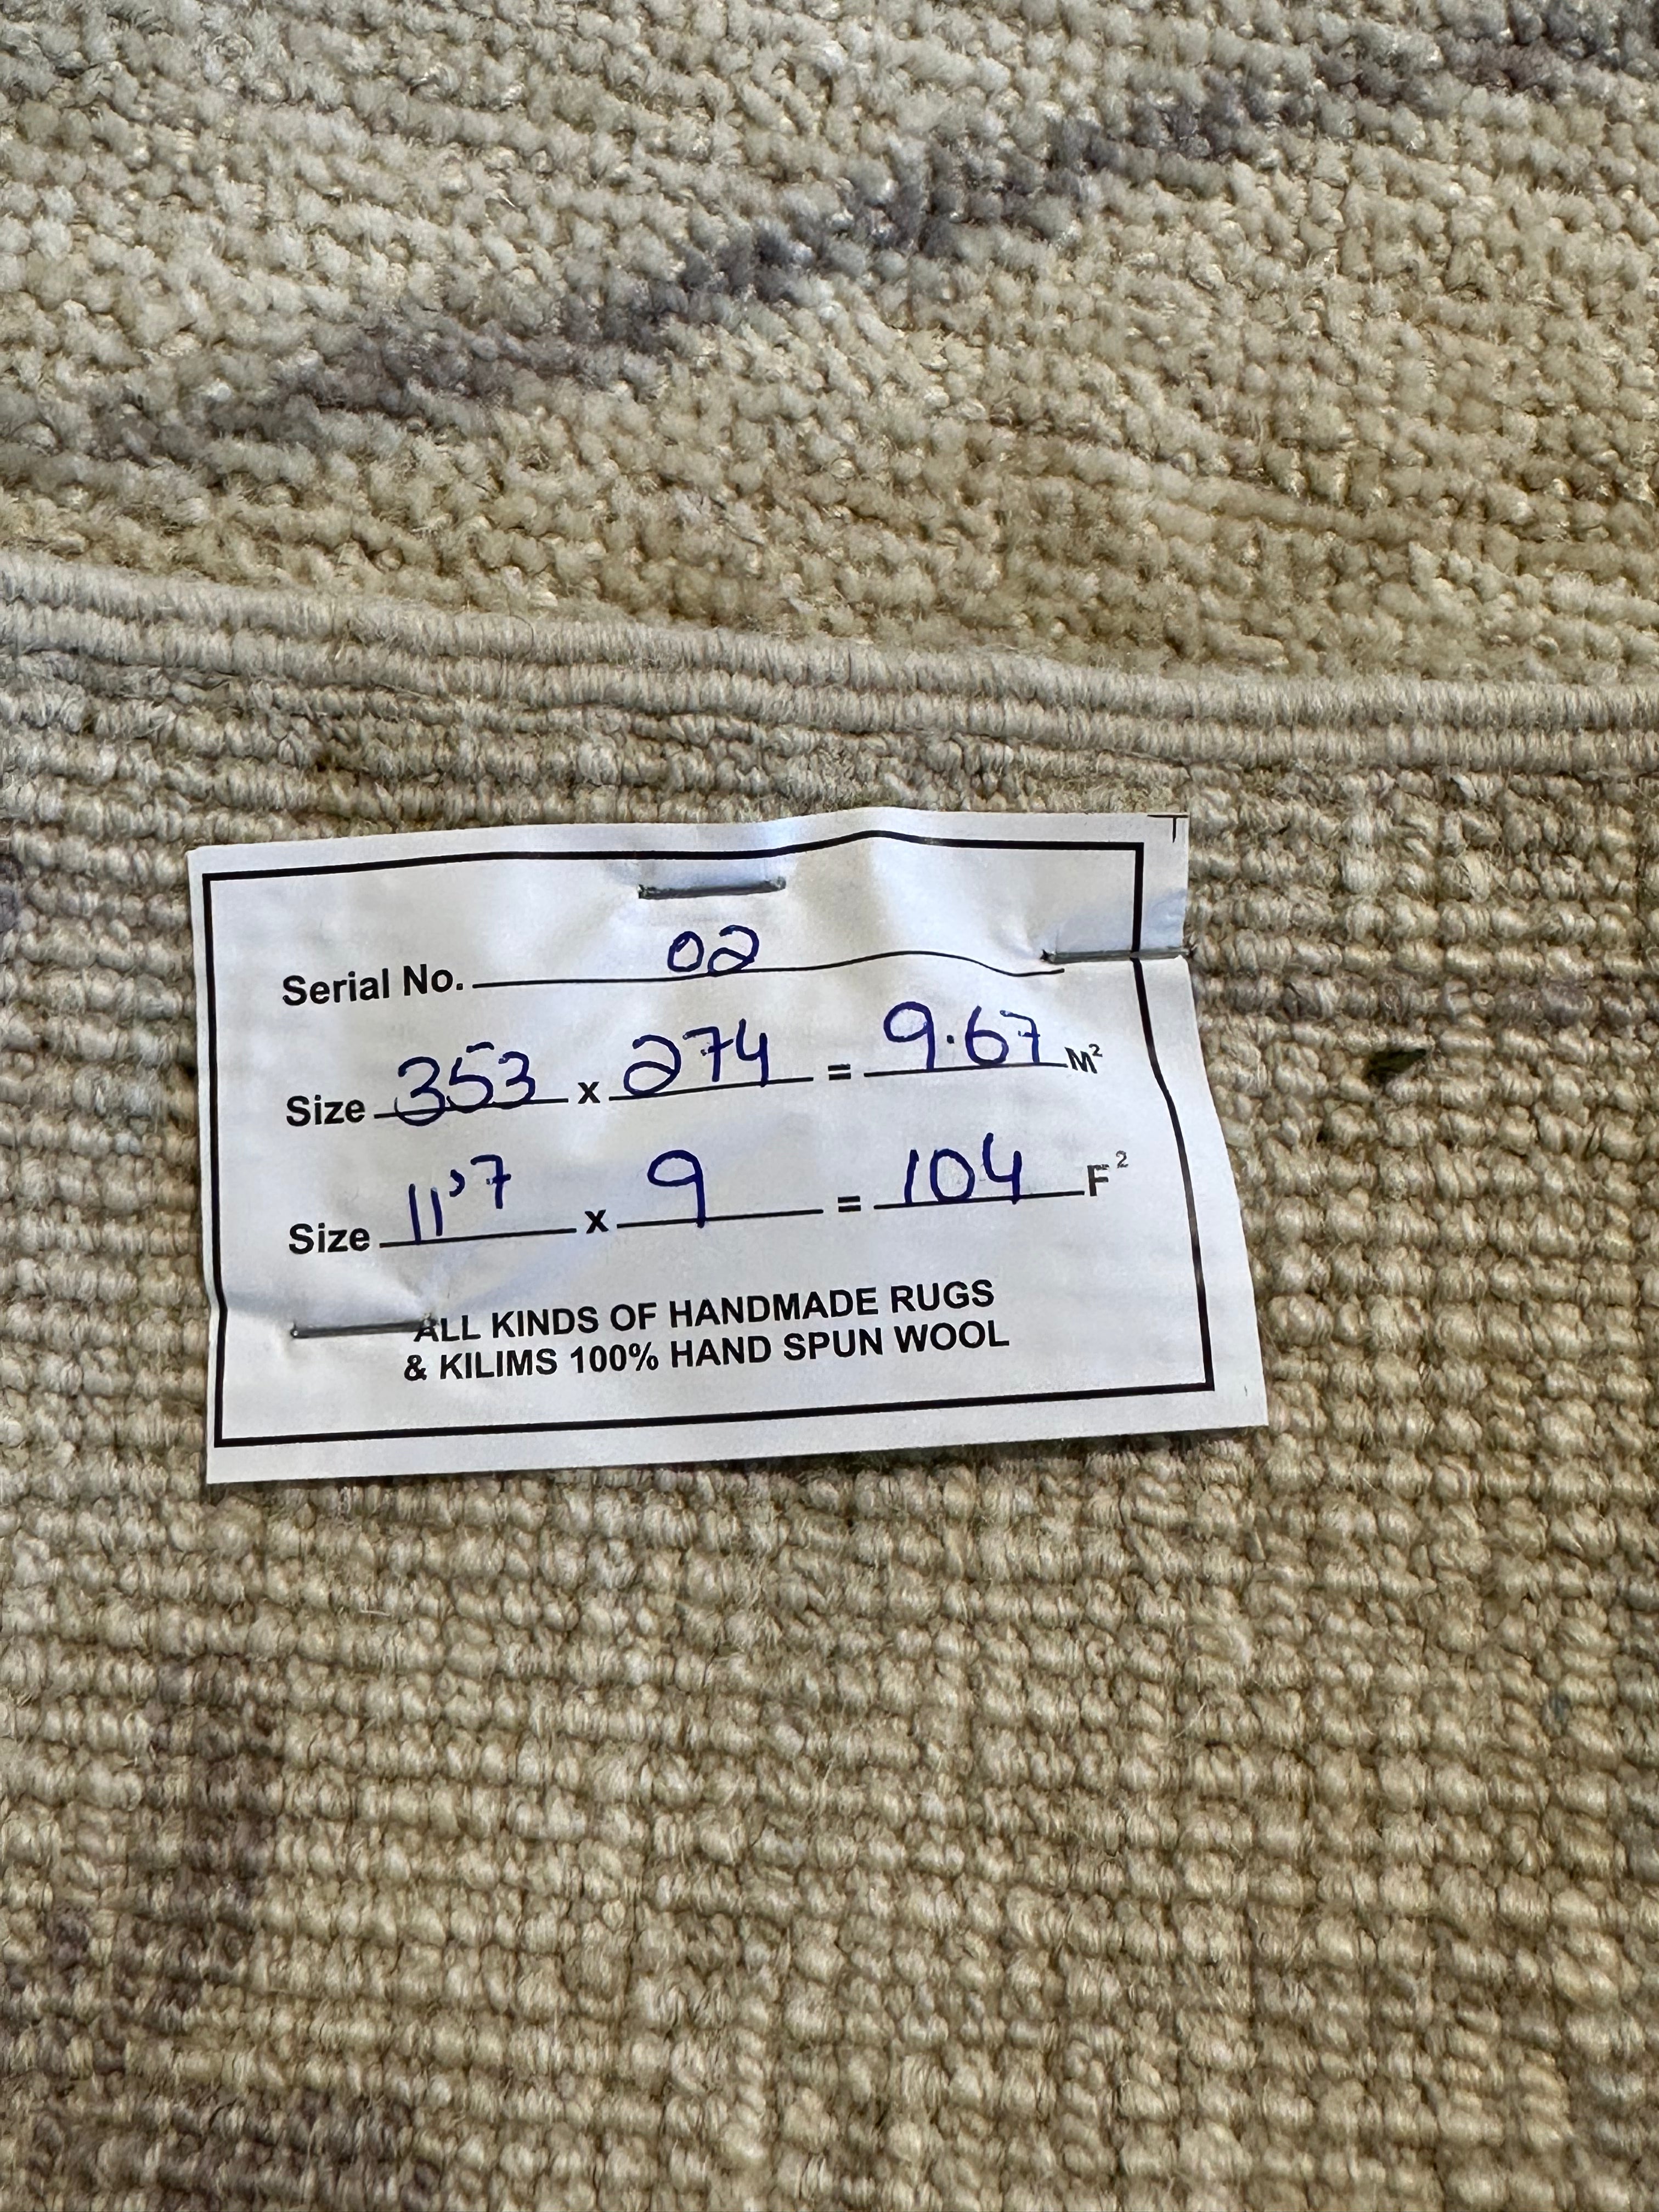 Serial No. 02
Size 353 x 274 = 9.67 M²
Size 11'7 x 9 = 104 F²
ALL KINDS OF HANDMADE RUGS
& KILIMS 100% HAND SPUN WOOL